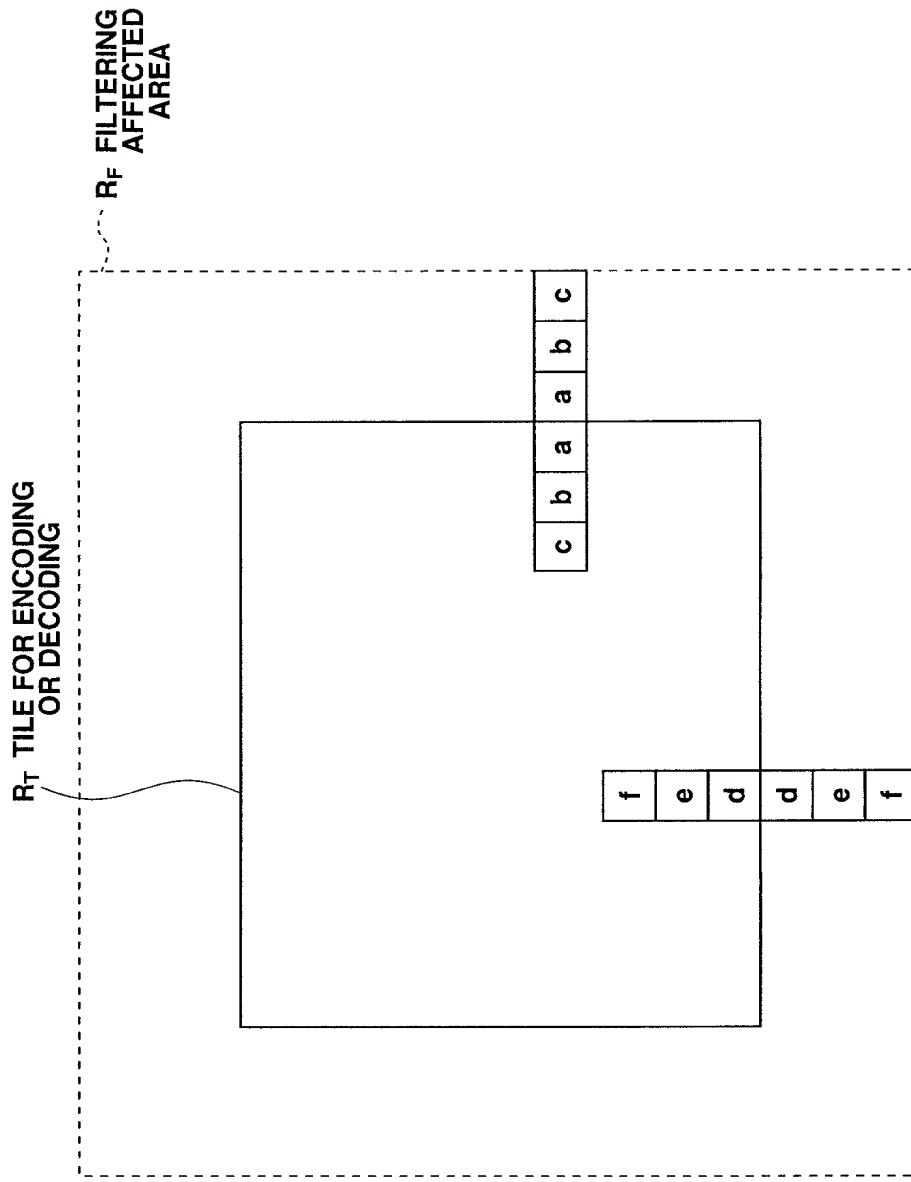 R_T TILE FOR ENCODING
OR DECODING
R_F FILTERING
AFFECTED
AREA
c b a a b c
f
e
d
d
e
f